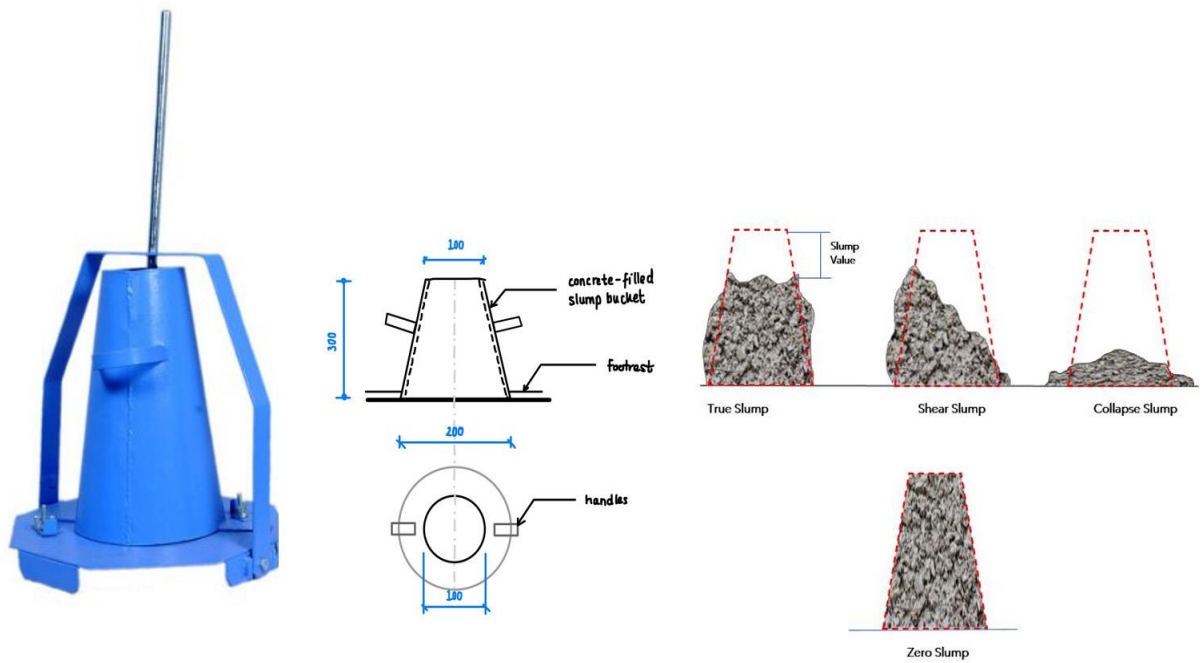 100
concrete-filled
slump bucket
300
footrest
200
handles
100
Slump
Value
True Slump
Shear Slump
Collapse Slump
Zero Slump